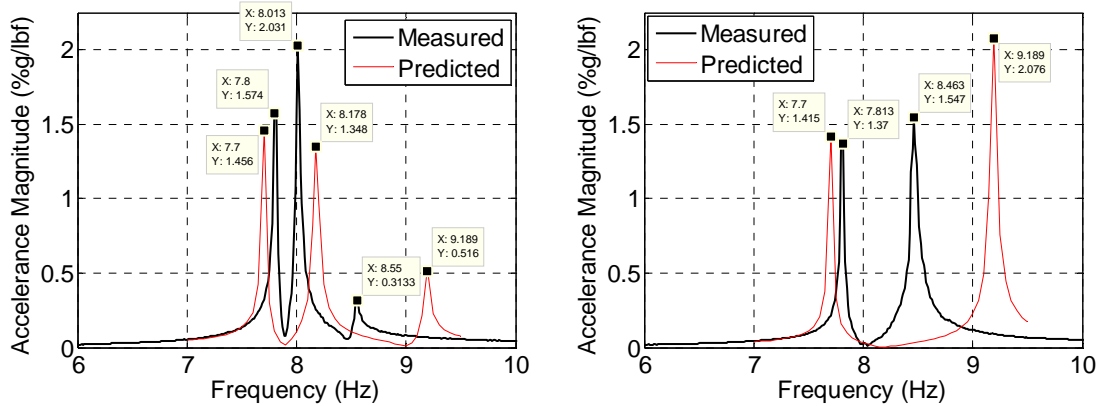 Accelerance Magnitude (%g/lbf)
2
1.5
1
0.5
0
6
7
8
9
10
Frequency (Hz)
Measured
Predicted
X: 8.013
Y: 2.031
X: 7.8
Y: 1.574
X: 7.7
Y: 1.456
X: 8.178
Y: 1.348
X: 9.189
Y: 0.516
X: 8.55
Y: 0.3133
Accelerance Magnitude (%g/lbf)
2
1.5
1
0.5
0
6
7
8
9
10
Frequency (Hz)
Measured
Predicted
X: 9.189
Y: 2.076
X: 8.463
Y: 1.547
X: 7.7
Y: 1.415
X: 7.813
Y: 1.37